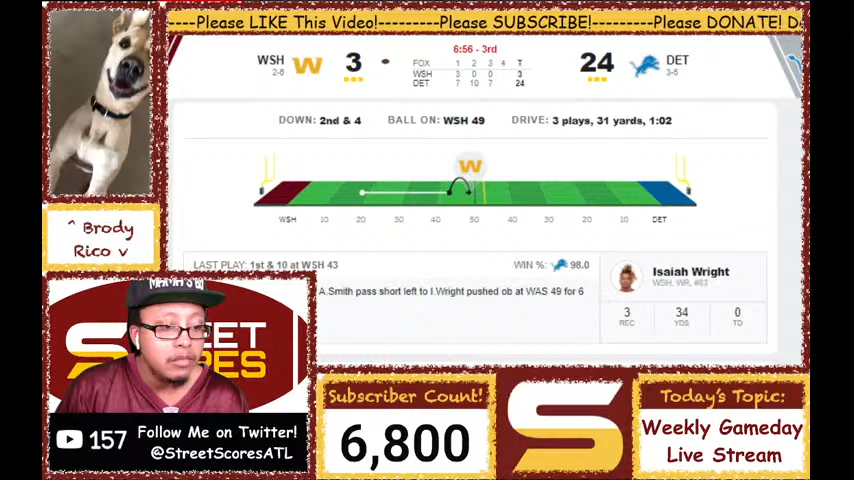 ----Please LIKE This Video!---------Please SUBSCRIBE!---------Please DONATE! D
WSH
2-6
W
3
6:56 - 3rd
FOX 1 2 3 4 T
WSH 3 0 0 3
DET 7 10 7 24
24
DET
3-5
DOWN: 2nd & 4 BALL ON: WSH 49 DRIVE: 3 plays, 31 yards, 1:02
W
WSH 10 20 30 40 50 40 30 20 10 DET
LAST PLAY: 1st & 10 at WSH 43
WIN %: 98.0
A.Smith pass short left to I.Wright pushed ob at WAS 49 for 6
Isaiah Wright
WSH, WR, #83
3 34 0
REC YDS TD
^ Brody
Rico v
STREET
SCORES
157
Follow Me on Twitter!
@StreetScoresATL
Subscriber Count!
6,800
S
Today's Topic:
Weekly Gameday
Live Stream